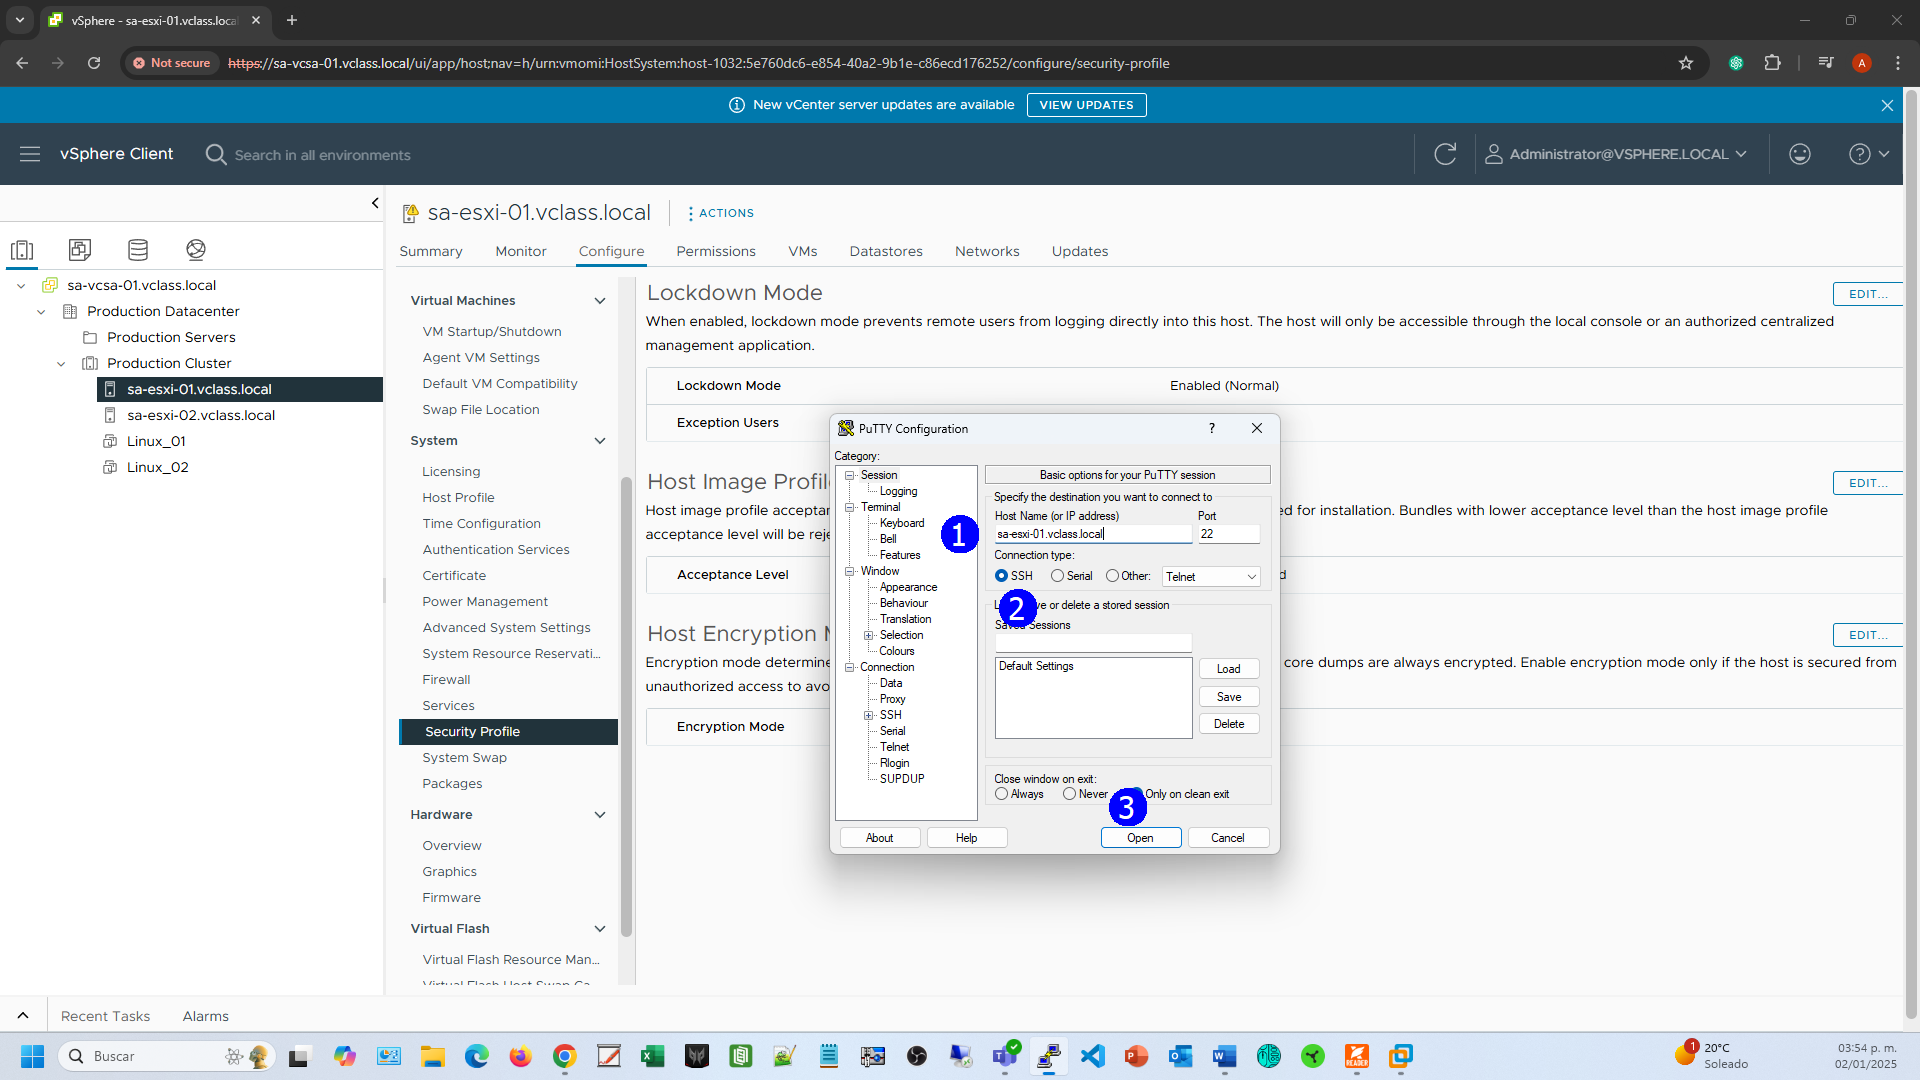 vSphere - sa-esxi-01.vclass.local
Not secure
https://sa-vcsa-01.vclass.local/ui/app/host;nav=h/urn:vmomi:HostSystem:host-1032:5e760dc6-e854-40a2-9b1e-c86ecd176252/configure/security-profile
A
New vCenter server updates are available
VIEW UPDATES
vSphere Client
Search in all environments
Administrator@VSPHERE.LOCAL
sa-esxi-01.vclass.local
ACTIONS
Summary
Monitor
Configure
Permissions
VMs
Datastores
Networks
Updates
sa-vcsa-01.vclass.local
Production Datacenter
Production Servers
Production Cluster
sa-esxi-01.vclass.local
sa-esxi-02.vclass.local
Linux_01
Linux_02
Virtual Machines
VM Startup/Shutdown
Agent VM Settings
Default VM Compatibility
Swap File Location
System
Licensing
Host Profile
Time Configuration
Authentication Services
Certificate
Power Management
Advanced System Settings
System Resource Reservati...
Firewall
Services
Security Profile
System Swap
Packages
Hardware
Overview
Graphics
Firmware
Virtual Flash
Virtual Flash Resource Man...
Virtual Flash Host Swap Ca
Lockdown Mode
EDIT...
When enabled, lockdown mode prevents remote users from logging directly into this host. The host will only be accessible through the local console or an authorized centralized
management application.
Lockdown Mode
Enabled (Normal)
Exception Users
Host Image Profil
EDIT...
Host image profile acceptan
ed for installation. Bundles with lower acceptance level than the host image profile
acceptance level will be reje
Acceptance Level
d
Host Encryption M
EDIT...
Encryption mode determine
core dumps are always encrypted. Enable encryption mode only if the host is secured from
unauthorized access to avo
Encryption Mode
PuTTY Configuration
?
Category:
Session
Logging
Terminal
Keyboard
Bell
Features
Window
Appearance
Behaviour
Translation
Selection
Colours
Connection
Data
Proxy
SSH
Serial
Telnet
Rlogin
SUPDUP
Basic options for your PuTTY session
Specify the destination you want to connect to
Host Name (or IP address)
Port
1
sa-esxi-01.vclass.local
22
Connection type:
SSH
Serial
Other:
Telnet
2
or delete a stored session
Sessions
Default Settings
Load
Save
Delete
Close window on exit:
Always
Never
Only on clean exit
3
About
Help
Open
Cancel
Recent Tasks
Alarms
Buscar
READER
1
20°C
Soleado
03:54 p. m.
02/01/2025